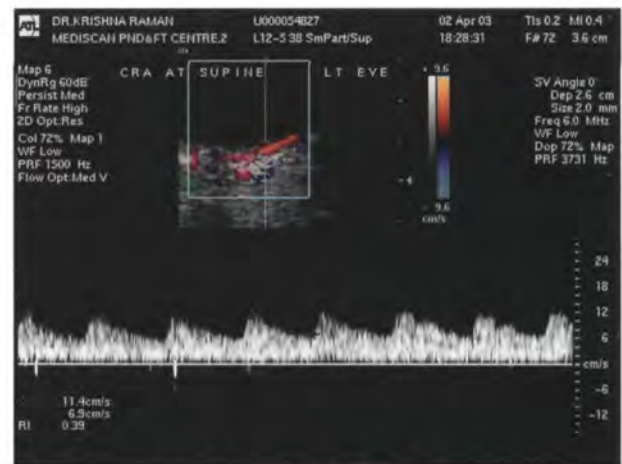 DR.KRISHNA RAMAN U000054827 02 Apr 03 TIs 0.2 MI 0.4
MEDISCAN PND&FT CENTRE.2 L12-5 38 SmPart/Sup 18:28:31 F# 72 3.6 cm
Map 6
DynRg 60dB
Persist Med
Fr Rate High
2D Opt:Res
Col 72% Map 1
WF Low
PRF 1500 Hz
Flow Opt:Med V
CRA AT SUPINE LT EYE
+ 9.6
-4
- 9.6
cm/s
SV Angle 0°
Dep 2.6 cm
Size 2.0 mm
Freq 6.0 MHz
WF Low
Dop 72% Map
PRF 3731 Hz
24
18
12
6
cm/s
-6
-12
11.4cm/s
6.9cm/s
RI 0.39